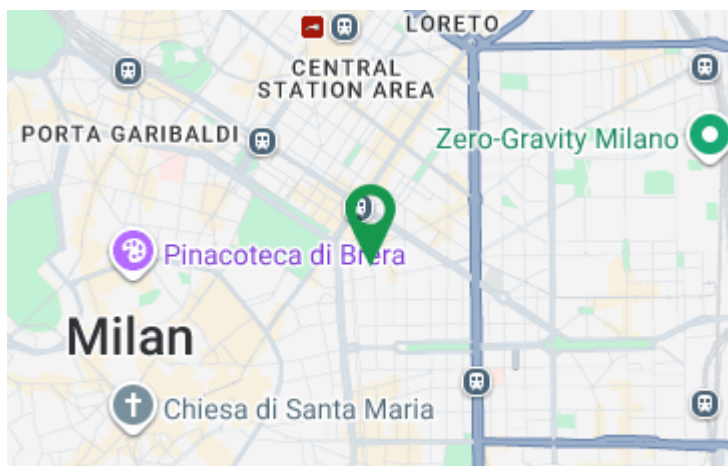 LORETO
CENTRAL
STATION AREA
PORTA GARIBALDI
Zero-Gravity Milano
Pinacoteca di Brera
Milan
Chiesa di Santa Maria